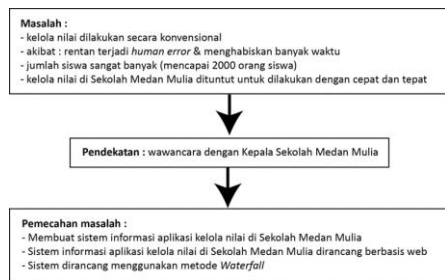 Masalah :
- kelola nilai dilakukan secara konvensional
- akibat : rentan terjadi human error & menghabiskan banyak waktu
- jumlah siswa sangat banyak (mencapai 2000 orang siswa)
- kelola nilai di Sekolah Medan Mulia dituntut untuk dilakukan dengan cepat dan tepat
Pendekatan : wawancara dengan Kepala Sekolah Medan Mulia
Pemecahan masalah :
- Membuat sistem informasi aplikasi kelola nilai di Sekolah Medan Mulia
- Sistem informasi aplikasi kelola nilai di Sekolah Medan Mulia dirancang berbasis web
- Sistem dirancang menggunakan metode Waterfall